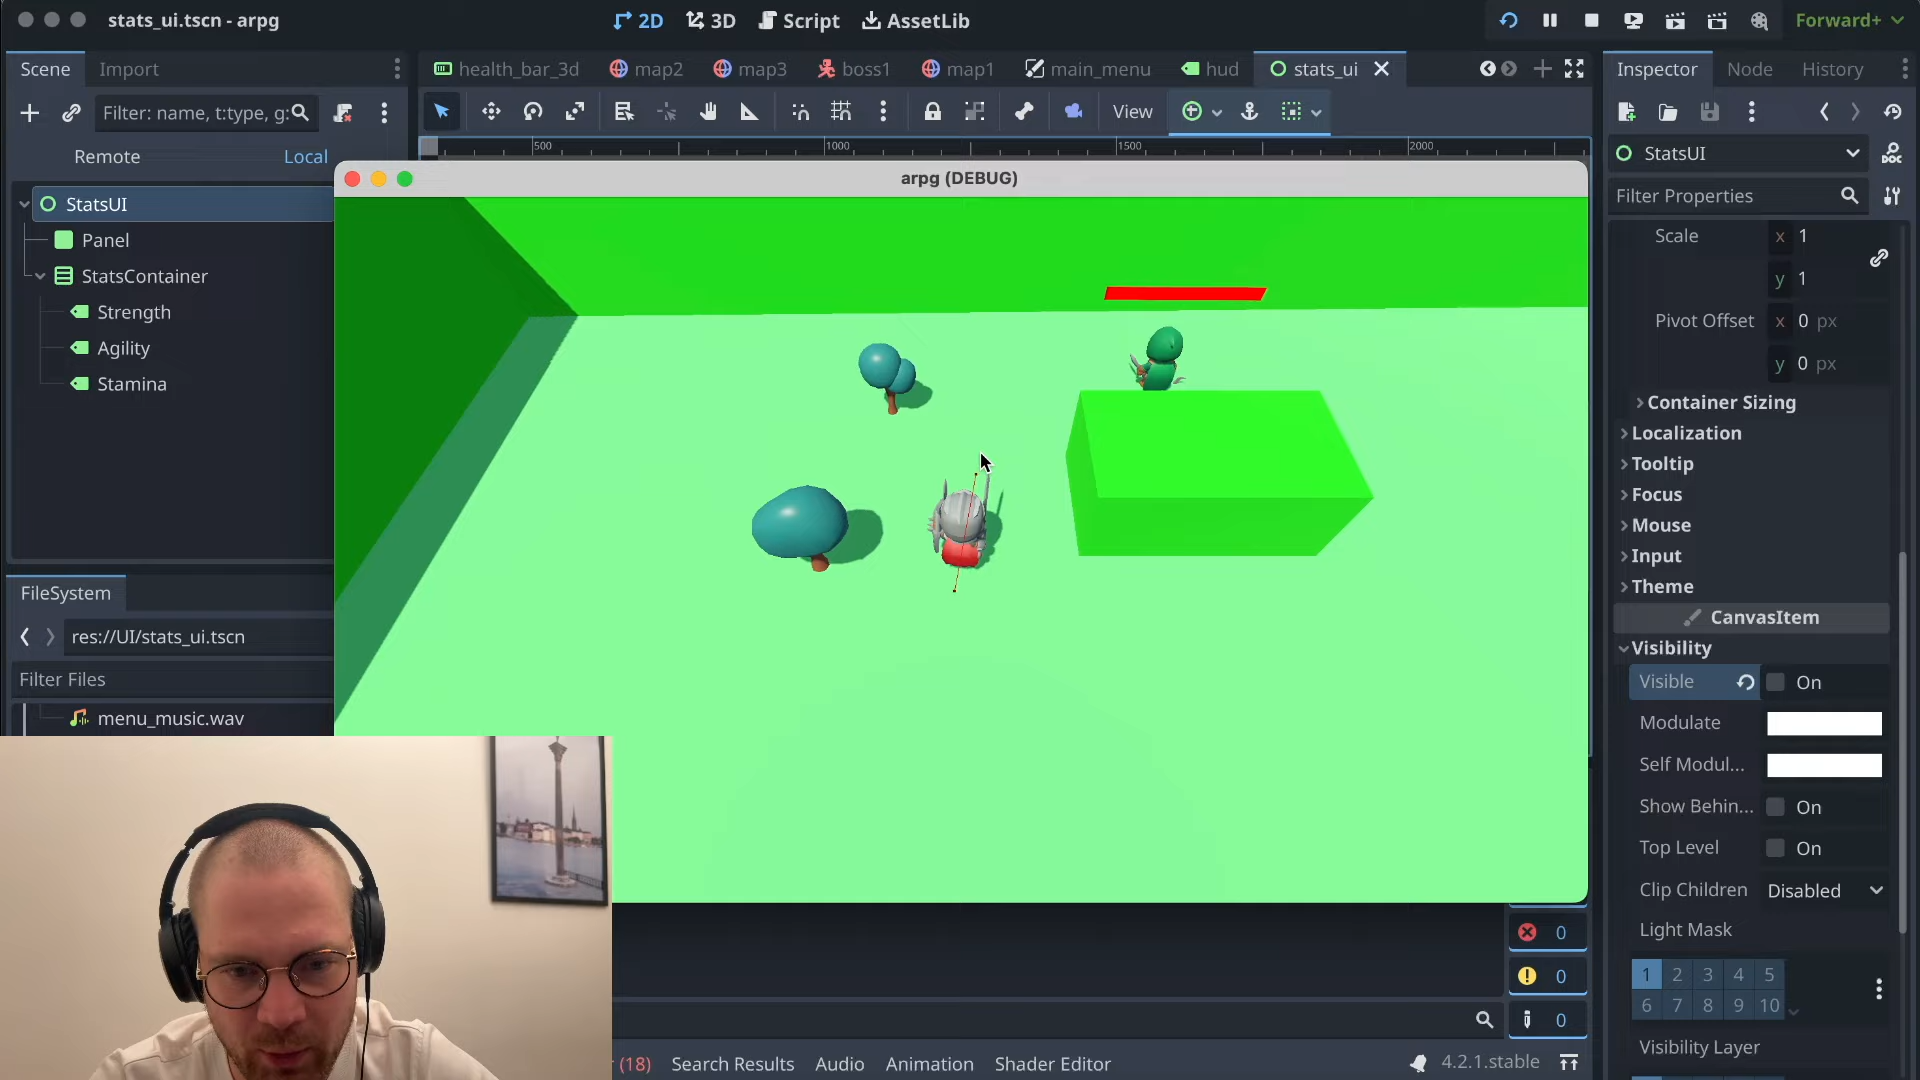 stats_ui.tscn - arpg
2D
3D
Script
AssetLib
Forward+
Scene
Import
health_bar_3d
map2
map3
boss1
map1
main_menu
hud
stats_ui
Inspector
Node
History
Filter: name, t:type, g:
View
Remote
Local
500
1000
1500
2000
StatsUI
arpg (DEBUG)
StatsUI
Filter Properties
Panel
StatsContainer
Strength
Agility
Stamina
Scale
x 1
y 1
Pivot Offset
x 0 px
y 0 px
Container Sizing
Localization
Tooltip
Focus
Mouse
Input
Theme
CanvasItem
Visibility
Visible
On
Modulate
Self Modul...
Show Behin...
On
Top Level
On
Clip Children
Disabled
Light Mask
1 2 3 4 5
6 7 8 9 10
Visibility Layer
FileSystem
res://UI/stats_ui.tscn
Filter Files
menu_music.wav
0
0
0
(18)
Search Results
Audio
Animation
Shader Editor
4.2.1.stable